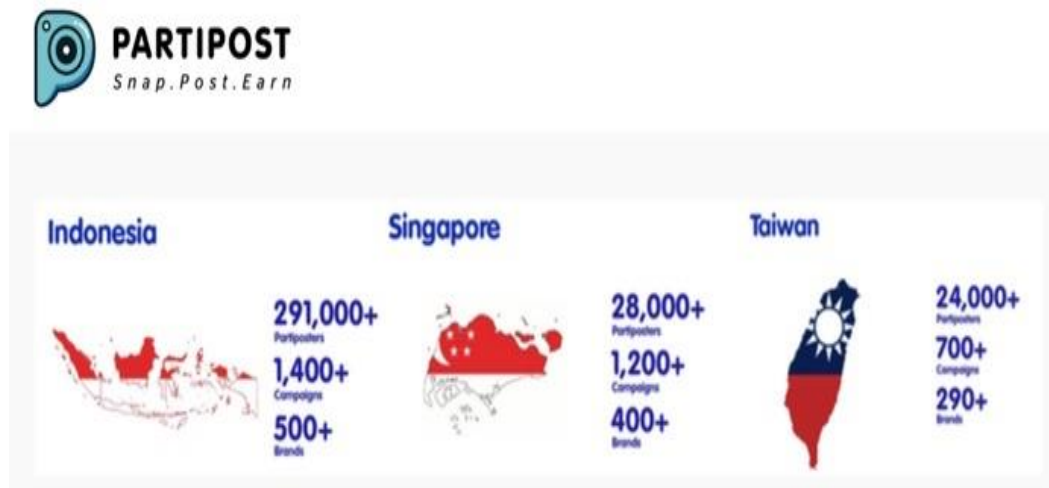 PARTIPOST
Snap.Post.Earn
Indonesia
291,000+
Partiposters
1,400+
Campaigns
500+
Brands
Singapore
28,000+
Partiposters
1,200+
Campaigns
400+
Brands
Taiwan
24,000+
Partiposters
700+
Campaigns
290+
Brands